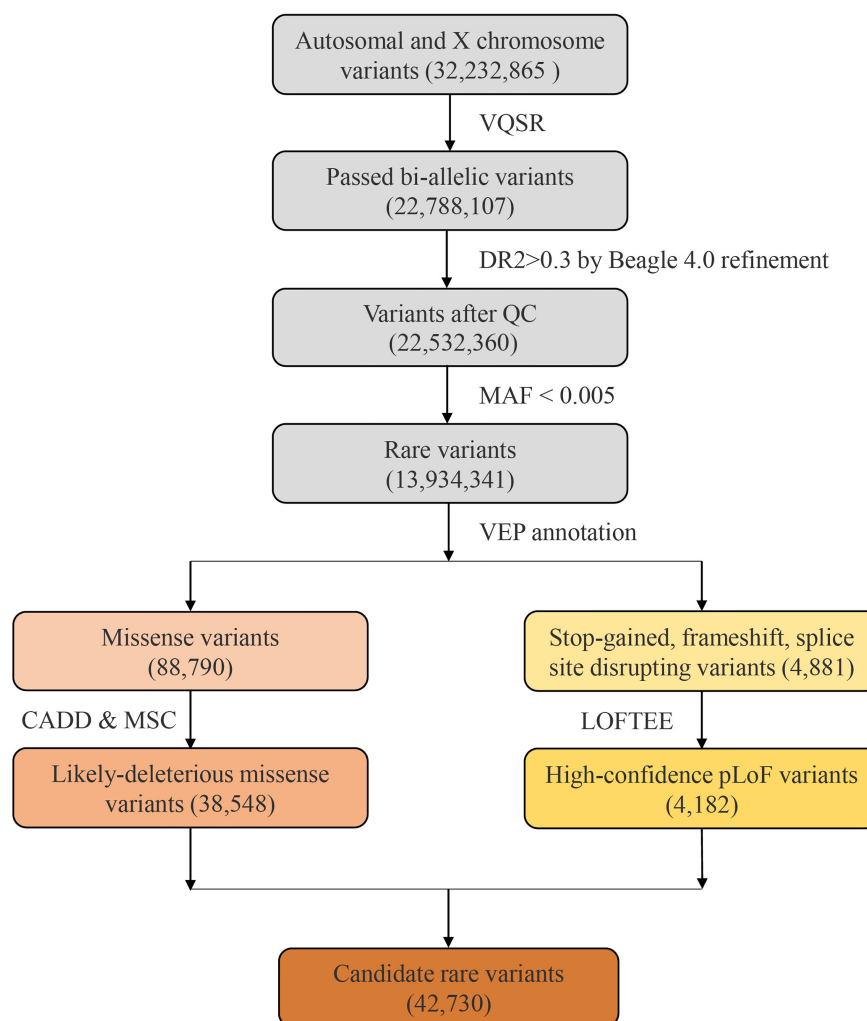 Autosomal and X chromosome
variants (32,232,865 )
VQSR
Passed bi-allelic variants
(22,788,107)
DR2>0.3 by Beagle 4.0 refinement
Variants after QC
(22,532,360)
MAF < 0.005
Rare variants
(13,934,341)
VEP annotation
Missense variants
(88,790)
Stop-gained, frameshift, splice
site disrupting variants (4,881)
CADD & MSC
LOFTEE
Likely-deleterious missense
variants (38,548)
High-confidence pLoF variants
(4,182)
Candidate rare variants
(42,730)